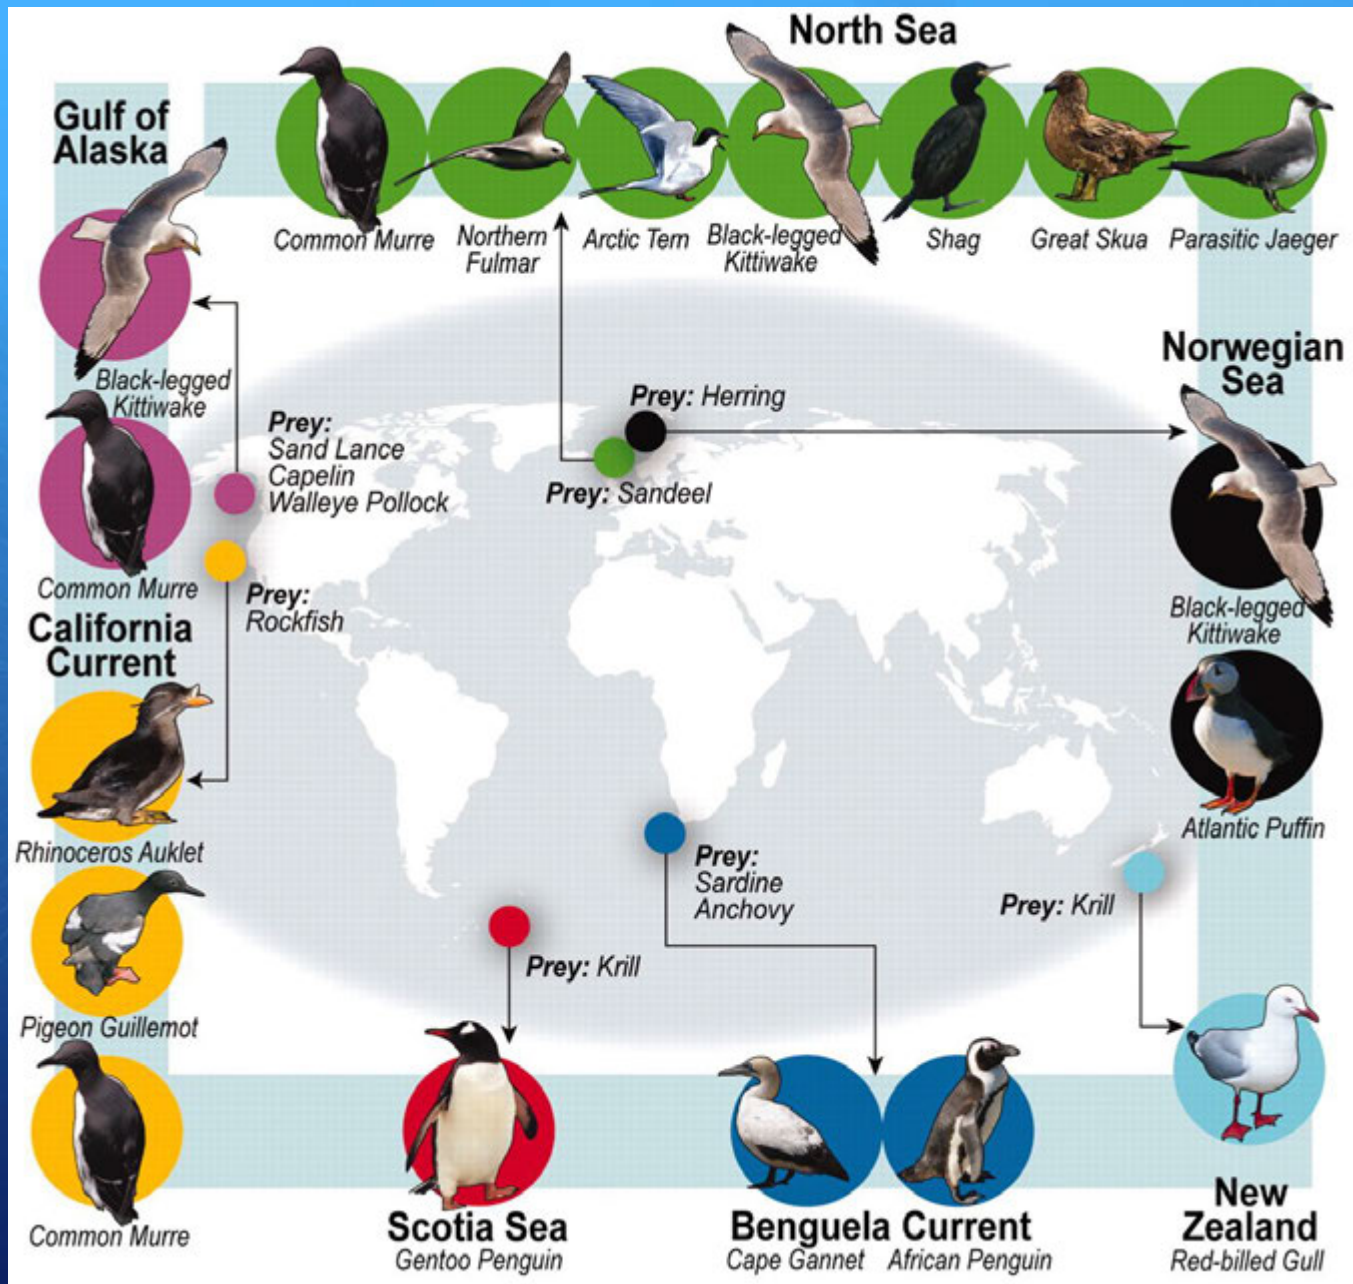 North Sea
Gulf of
Alaska
Common Murre
Northern
Fulmar
Arctic Tern
Black-legged
Kittiwake
Shag
Great Skua
Parasitic Jaeger
Black-legged
Kittiwake
Common Murre
Prey:
Sand Lance
Capelin
Walleye Pollock
Prey: Herring
Prey: Sandeel
Norwegian
Sea
Black-legged
Kittiwake
Atlantic Puffin
Prey:
Rockfish
California
Current
Rhinoceros Auklet
Pigeon Guillemot
Common Murre
Prey:
Sardine
Anchovy
Prey: Krill
Prey: Krill
Scotia Sea
Gentoo Penguin
Benguela Current
Cape Gannet
African Penguin
New
Zealand
Red-billed Gull